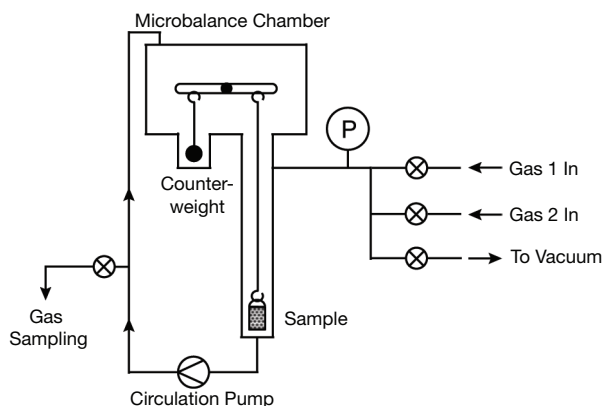 Microbalance Chamber
P
Gas 1 In
Counter-
weight
Gas 2 In
To Vacuum
Gas
Sampling
Sample
Circulation Pump